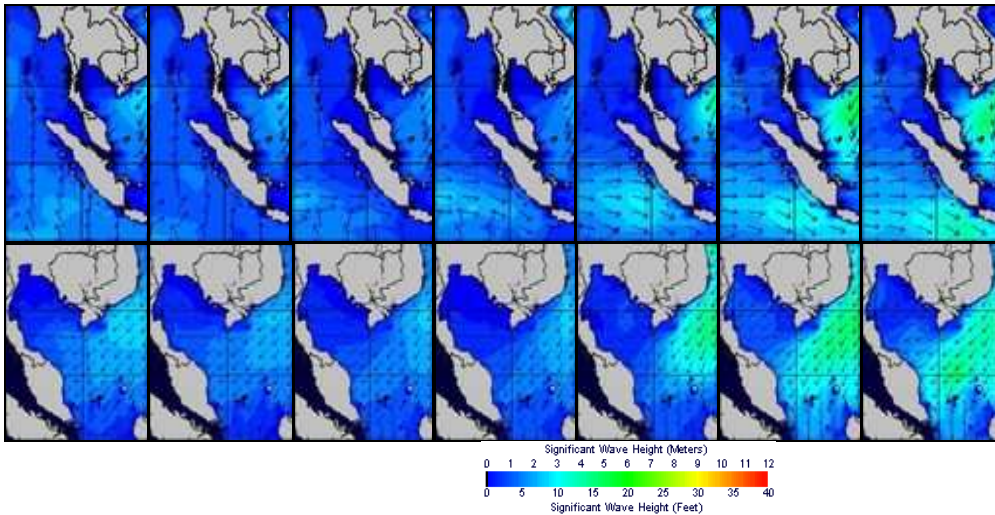 Significant Wave Height (Meters)
0 1 2 3 4 5 6 7 8 9 10 11 12
0 5 10 15 20 25 30 35 40
Significant Wave Height (Feet)